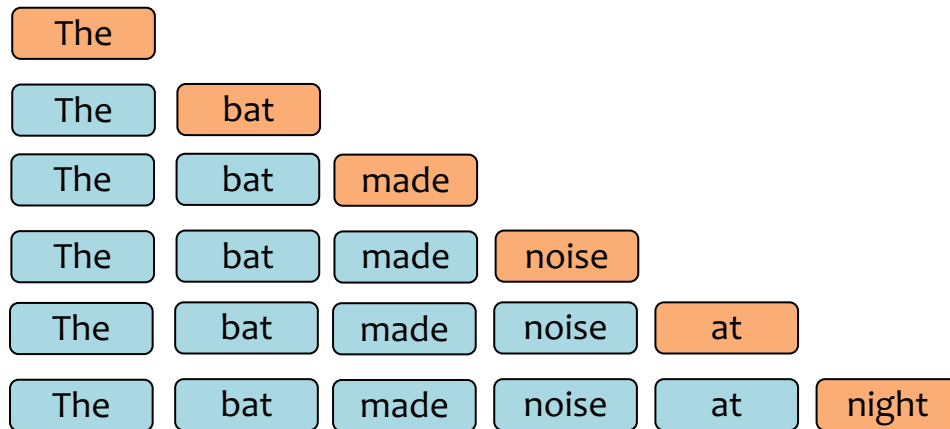 The
The bat
The bat made
The bat made noise
The bat made noise at
The bat made noise at night